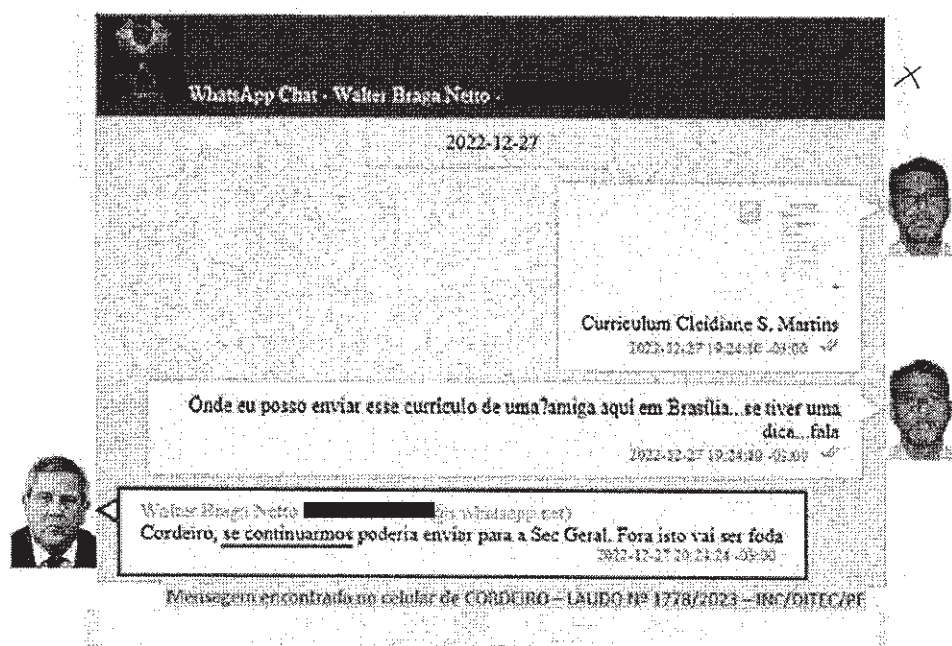 WhatsApp Chat - Walter Braga Netto -
2022-12-27
Curriculum Cleidiane S. Martins
2022-12-27 19:24:10 -03:00
Onde eu posso enviar esse currículo de uma?amiga aqui em Brasília...se tiver uma
dica...fala
2022-12-27 19:24:40 -03:00
Walter Braga Netto whatsapp.net)
Cordeiro, se continuarmos poderia enviar para a Sec Geral. Fora isto vai ser foda
2022-12-27 20:23:24 -03:00
Mensagem encontrada no celular de CORDEIRO – LAUDO Nº 1778/2023 – INC/DITEC/PF